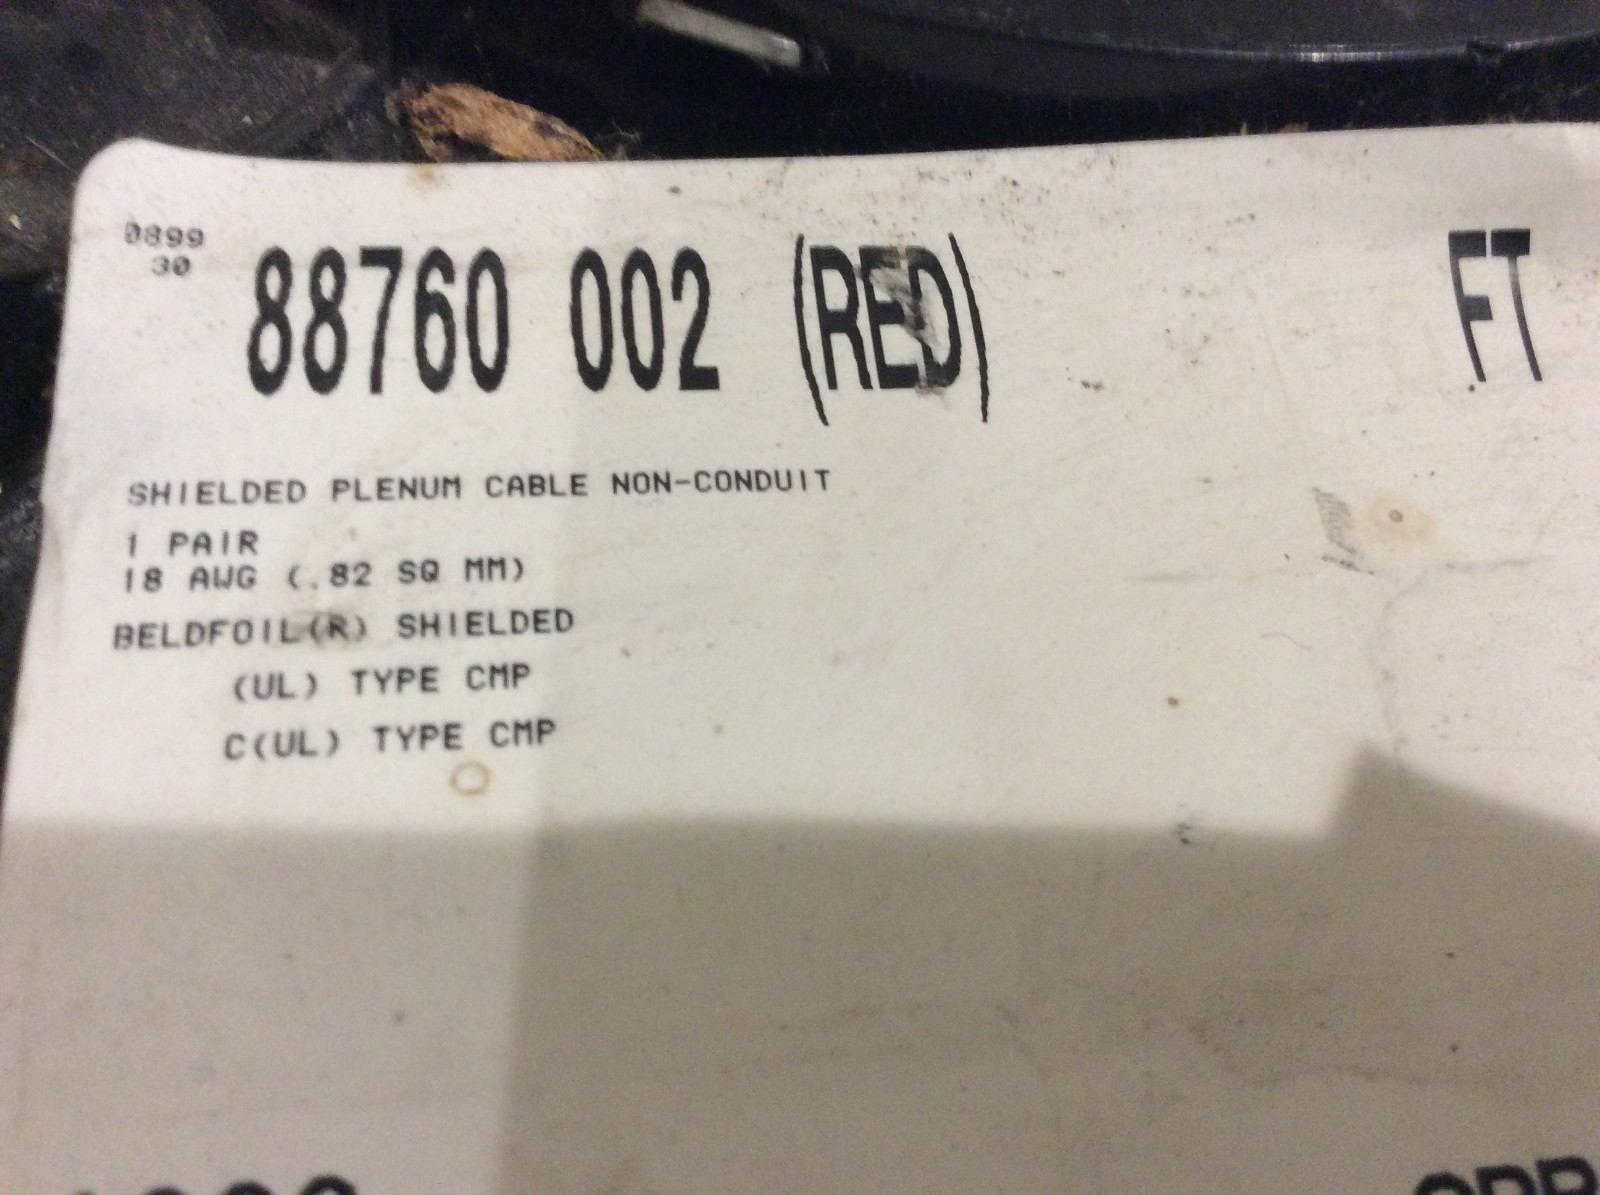 0899
30
88760 002 (RED) FT
SHIELDED PLENUM CABLE NON-CONDUIT
1 PAIR
18 AWG (.82 SQ MM)
BELDFOIL(R) SHIELDED
(UL) TYPE CMP
C(UL) TYPE CMP